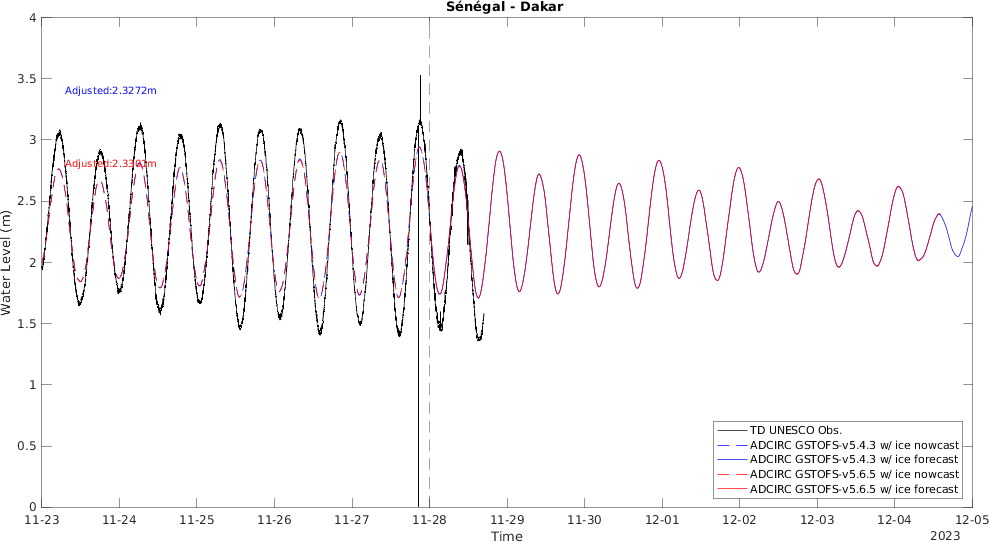 Sénégal - Dakar
Water Level (m)
4
3.5
3
2.5
2
1.5
1
0.5
0
Adjusted:2.3272m
Adjusted:2.3303m
TD UNESCO Obs.
ADCIRC GSTOFS-v5.4.3 w/ ice nowcast
ADCIRC GSTOFS-v5.4.3 w/ ice forecast
ADCIRC GSTOFS-v5.6.5 w/ ice nowcast
ADCIRC GSTOFS-v5.6.5 w/ ice forecast
11-23 11-24 11-25 11-26 11-27 11-28 11-29 11-30 12-01 12-02 12-03 12-04 12-05
Time
2023